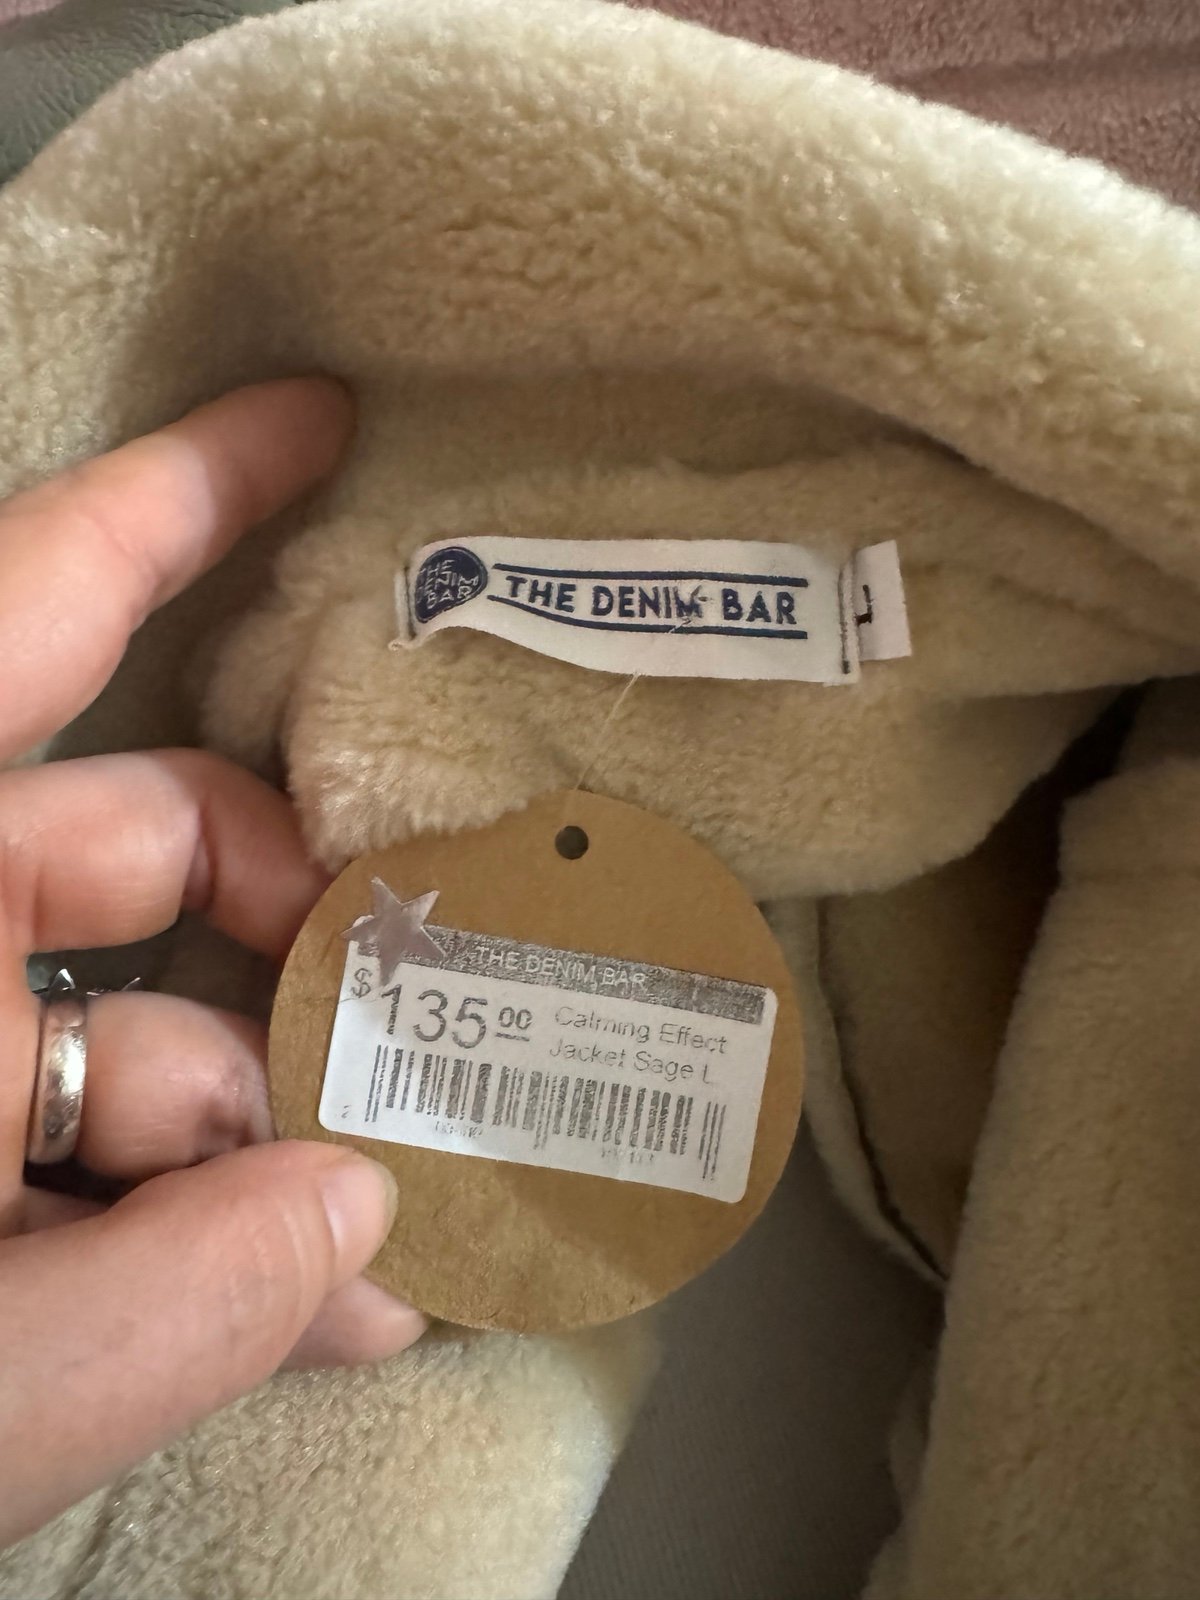 THE
DENIM
BAR
THE DENIM BAR
L
THE DENIM BAR
$135.00
Calming Effect
Jacket Sage L